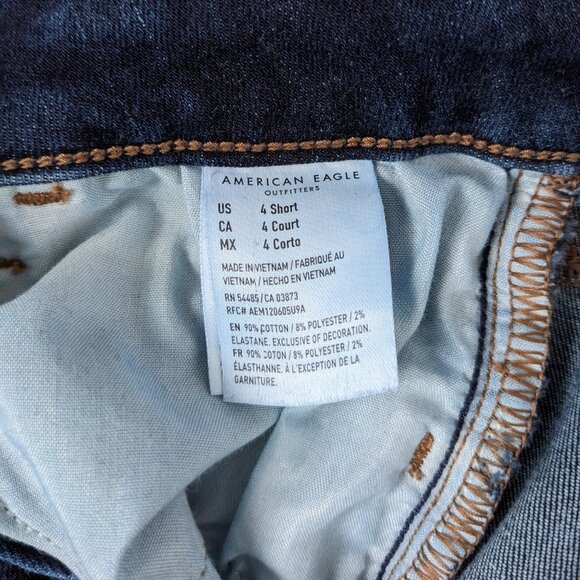 AMERICAN EAGLE
OUTFITTERS
US 4 Short
CA 4 Court
MX 4 Corto
MADE IN VIETNAM / FABRIQUÉ AU
VIETNAM / HECHO EN VIETNAM
RN 54485 / CA 03873
RFC# AEM120605U9A
EN 90% COTTON / 8% POLYESTER / 2%
ELASTANE. EXCLUSIVE OF DECORATION.
FR 90% COTON / 8% POLYESTER / 2%
ÉLASTHANNE. À L'EXCEPTION DE LA
GARNITURE.